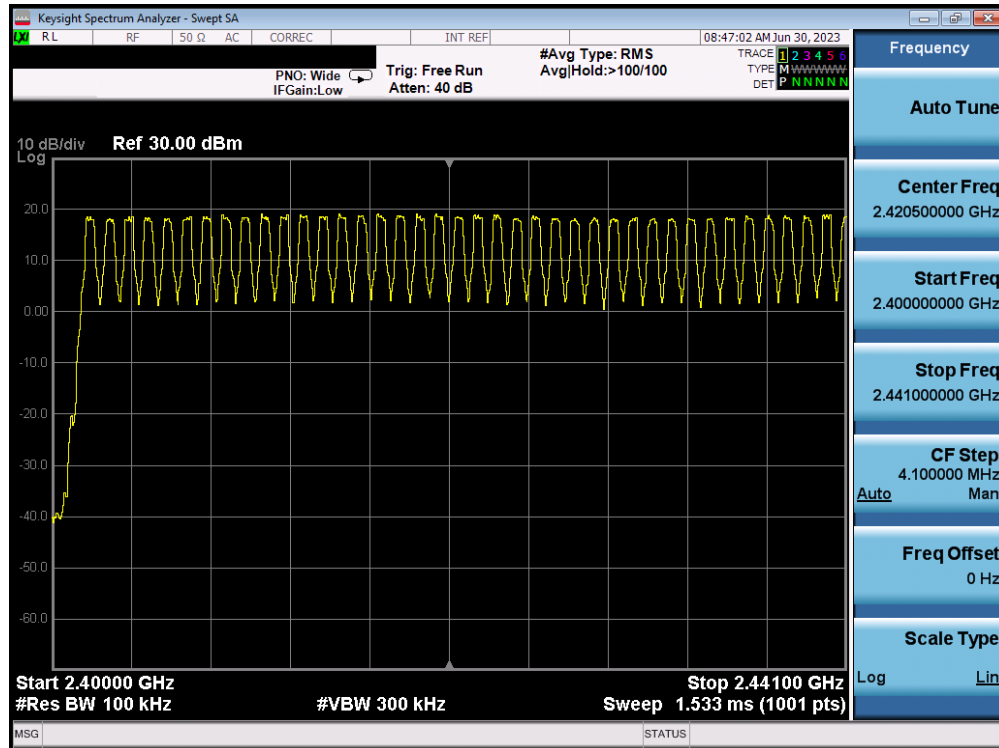 Keysight Spectrum Analyzer - Swept SA
LXI RL RF 50 Ω AC CORREC INT REF 08:47:02 AM Jun 30, 2023
PNO: Wide
IFGain:Low
Trig: Free Run
Atten: 40 dB
#Avg Type: RMS
Avg|Hold:>100/100
TRACE 1 2 3 4 5 6
TYPE M WWWWW
DET P N N N N N
10 dB/div
Log
Ref 30.00 dBm
20.0
10.0
0.00
-10.0
-20.0
-30.0
-40.0
-50.0
-60.0
Start 2.40000 GHz
#Res BW 100 kHz
#VBW 300 kHz
Stop 2.44100 GHz
Sweep 1.533 ms (1001 pts)
MSG
STATUS
Frequency
Auto Tune
Center Freq
2.420500000 GHz
Start Freq
2.400000000 GHz
Stop Freq
2.441000000 GHz
CF Step
4.100000 MHz
Auto Man
Freq Offset
0 Hz
Scale Type
Log Lin